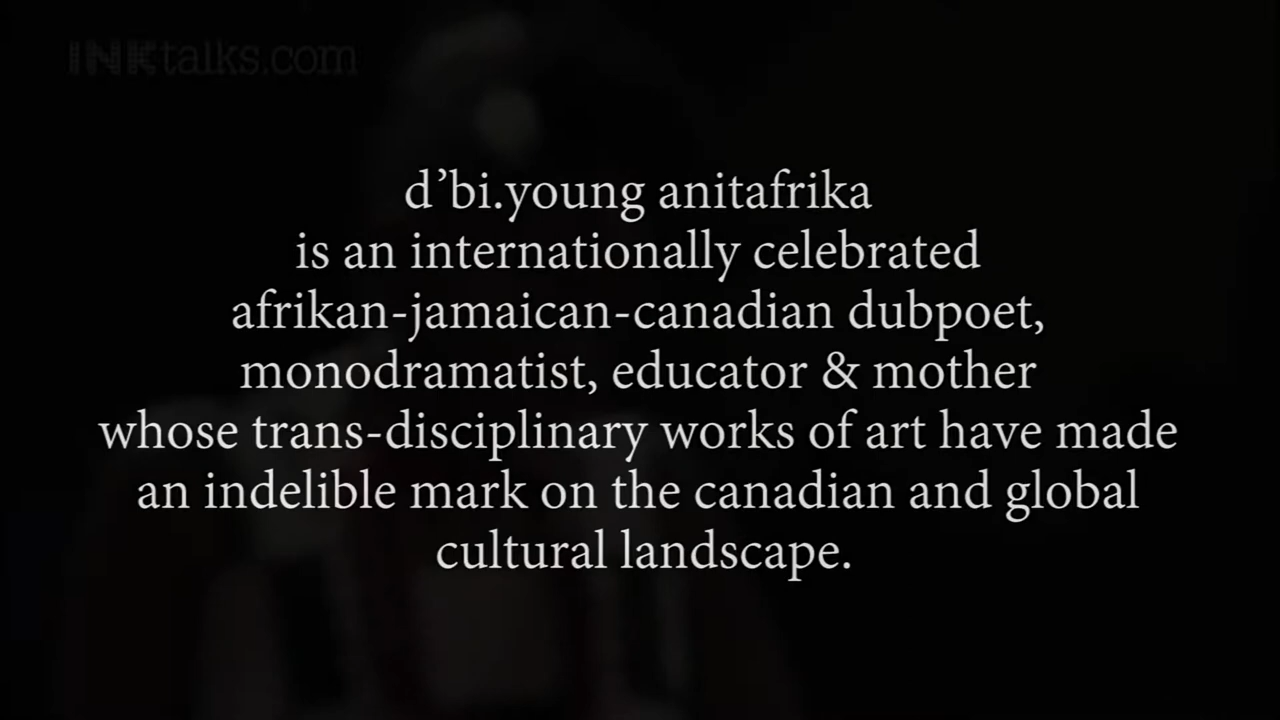 INKtalks.com
d’bi.young anitafrika
is an internationally celebrated
afrikan-jamaican-canadian dubpoet,
monodramatist, educator & mother
whose trans-disciplinary works of art have made
an indelible mark on the canadian and global
cultural landscape.